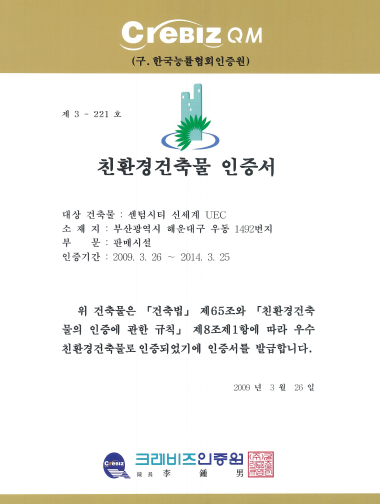 CREBIZ QM
(구. 한국능률협회인증원)
제 3 - 221 호
친환경건축물 인증서
대상 건축물 : 센텀시티 신세계 UEC
소 재 지 : 부산광역시 해운대구 우동 1492번지
부 문 : 판매시설
인증기간 : 2009. 3. 26 ~ 2014. 3. 25
위 건축물은 「건축법」 제65조와 「친환경건축
물의 인증에 관한 규칙」 제8조제1항에 따라 우수
친환경건축물로 인증되었기에 인증서를 발급합니다.
2009 년 3 월 26 일
CREBIZ
크레비즈인증원
院 長 李 鍾 男